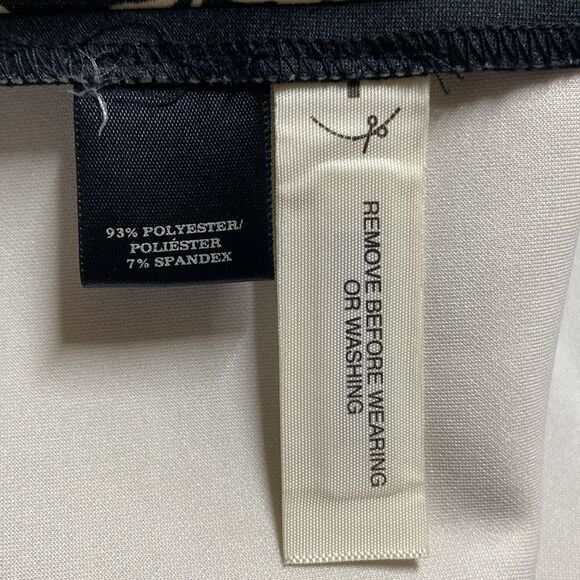 93% POLYESTER/
POLIÉSTER
7% SPANDEX
REMOVE BEFORE WEARING
OR WASHING